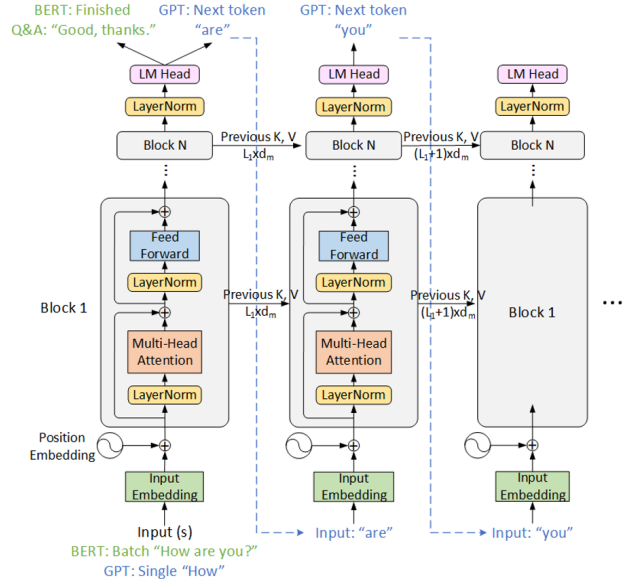 BERT: Finished
Q&A: “Good, thanks.”
GPT: Next token
“are”
GPT: Next token
“you”
LM Head
LM Head
LM Head
LayerNorm
LayerNorm
LayerNorm
Block N
Previous K, V
L₁xdₘ
Block N
Previous K, V
(L₁+1)xdₘ
Block N
...
...
...
Block 1
Feed
Forward
LayerNorm
Multi-Head
Attention
LayerNorm
Previous K, V
L₁xdₘ
Feed
Forward
LayerNorm
Multi-Head
Attention
LayerNorm
Previous K, V
(L₁+1)xdₘ
Block 1
...
Position
Embedding
Input
Embedding
Input
Embedding
Input
Embedding
Input (s)
BERT: Batch “How are you?”
GPT: Single “How”
Input: “are”
Input: “you”